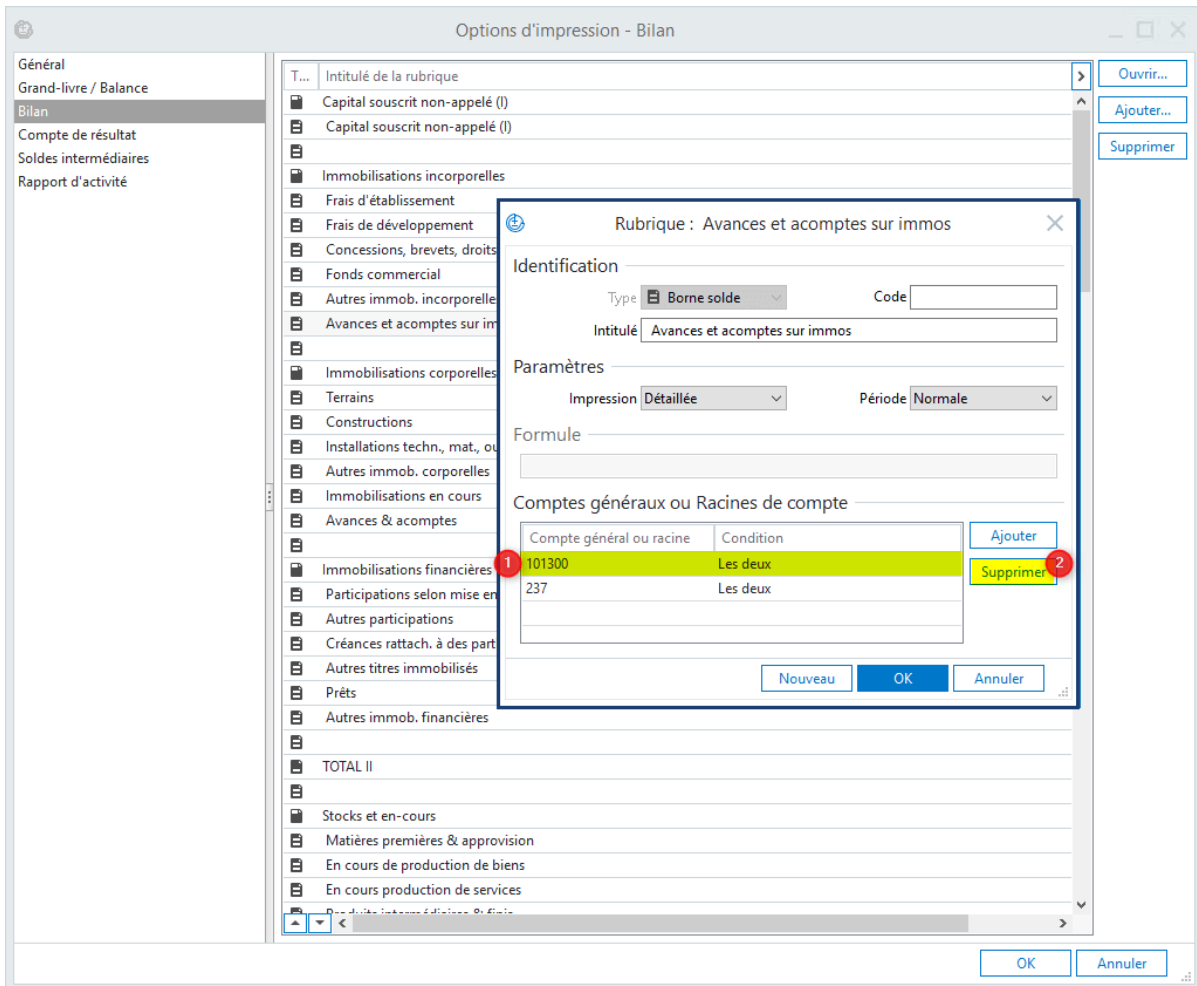 Options d'impression - Bilan
Général
Grand-livre / Balance
Bilan
Compte de résultat
Soldes intermédiaires
Rapport d'activité
T... Intitulé de la rubrique
Capital souscrit non-appelé (I)
Capital souscrit non-appelé (I)
Immobilisations incorporelles
Frais d'établissement
Frais de développement
Concessions, brevets, droits
Fonds commercial
Autres immob. incorporelle
Avances et acomptes sur im
Immobilisations corporelles
Terrains
Constructions
Installations techn., mat., ou
Autres immob. corporelles
Immobilisations en cours
Avances & acomptes
Immobilisations financières
Participations selon mise en
Autres participations
Créances rattach. à des part
Autres titres immobilisés
Prêts
Autres immob. financières
TOTAL II
Stocks et en-cours
Matières premières & approvision
En cours de production de biens
En cours production de services
Produits intermédiaires & finis
Ouvrir...
Ajouter...
Supprimer
Rubrique : Avances et acomptes sur immos
Identification
Type Borne solde Code
Intitulé Avances et acomptes sur immos
Paramètres
Impression Détaillée Période Normale
Formule
Comptes généraux ou Racines de compte
Compte général ou racine Condition
1 101300 Les deux
237 Les deux
Ajouter
Supprimer 2
Nouveau OK Annuler
OK Annuler